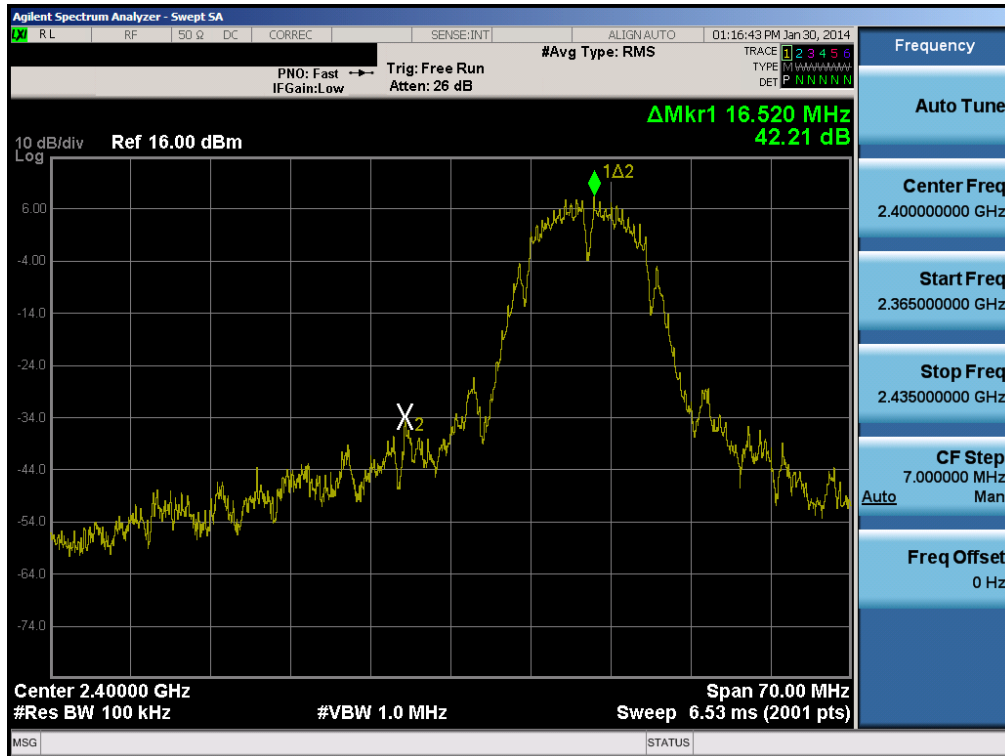 Agilent Spectrum Analyzer - Swept SA
LXI RL RF 50 Ω DC CORREC SENSE:INT ALIGN AUTO 01:16:43 PM Jan 30, 2014
#Avg Type: RMS
TRACE 1 2 3 4 5 6
PNO: Fast Trig: Free Run
TYPE M WWWWW
IFGain:Low Atten: 26 dB
DET P N N N N N
ΔMkr1 16.520 MHz
42.21 dB
10 dB/div Ref 16.00 dBm
Log
1Δ2
6.00
-4.00
-14.0
-24.0
-34.0
X2
-44.0
-54.0
-64.0
-74.0
Center 2.40000 GHz Span 70.00 MHz
#Res BW 100 kHz #VBW 1.0 MHz Sweep 6.53 ms (2001 pts)
MSG STATUS
Frequency
Auto Tune
Center Freq
2.400000000 GHz
Start Freq
2.365000000 GHz
Stop Freq
2.435000000 GHz
CF Step
7.000000 MHz
Auto Man
Freq Offset
0 Hz